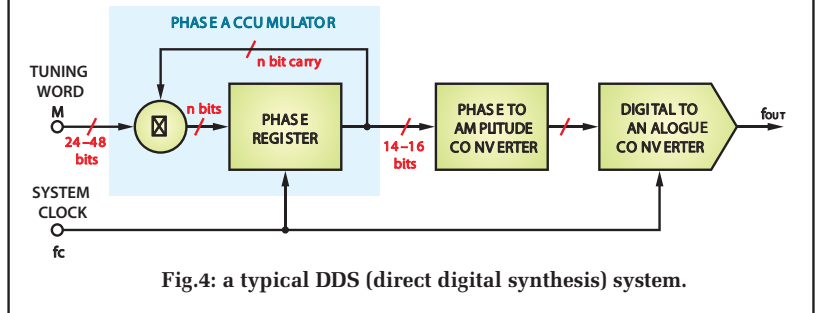 PHASE ACCUMULATOR
n bit carry
TUNING
WORD
M
n bits
24–48
bits
PHASE
REGISTER
14–16
bits
PHASE TO
AMPLITUDE
CONVERTER
DIGITAL TO
ANALOGUE
CONVERTER
fOUT
SYSTEM
CLOCK
fc
Fig.4: a typical DDS (direct digital synthesis) system.